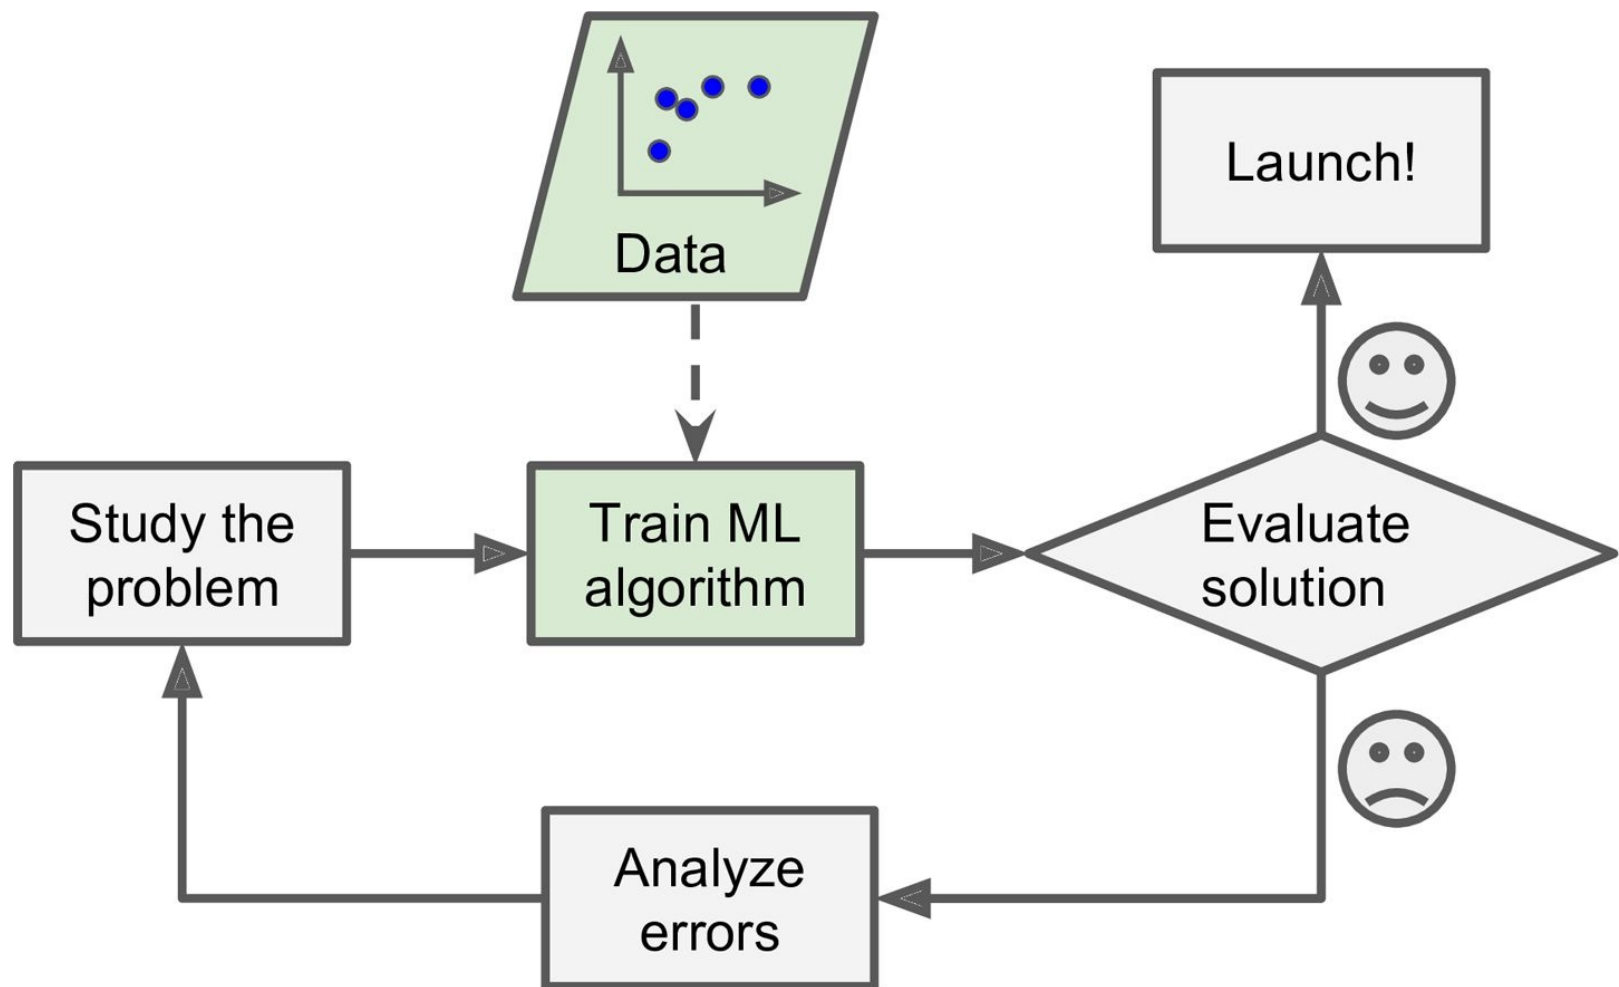 Data
Launch!
Study the
problem
Train ML
algorithm
Evaluate
solution
Analyze
errors